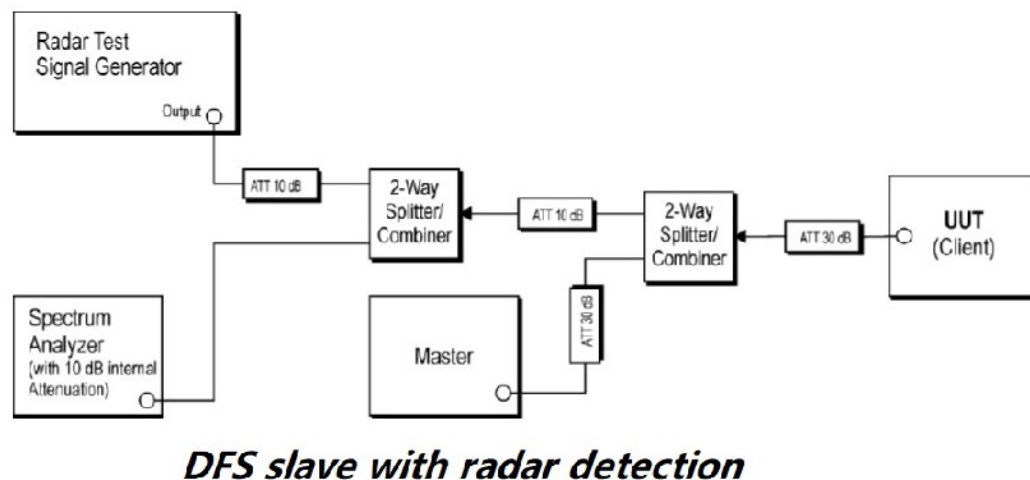 Radar Test
Signal Generator
Output
ATT 10 dB
2-Way
Splitter/
Combiner
ATT 10 dB
2-Way
Splitter/
Combiner
ATT 30 dB
UUT
(Client)
Spectrum
Analyzer
(with 10 dB internal
Attenuation)
Master
ATT 30 dB
DFS slave with radar detection